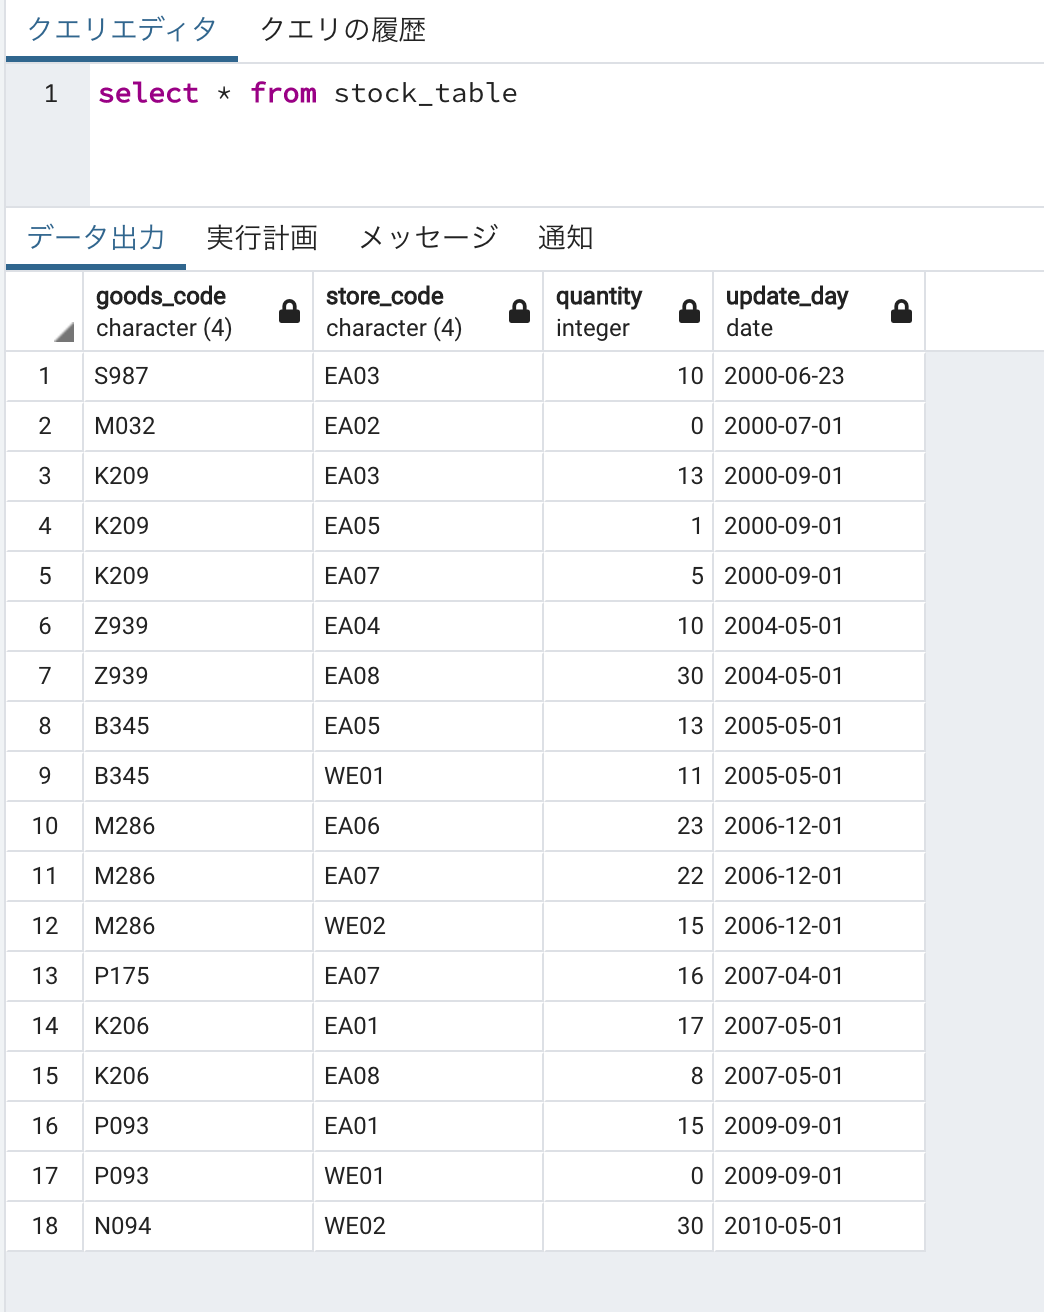 クエリエディタ クエリの履歴
1 select * from stock_table
データ出力 実行計画 メッセージ 通知
goods_code store_code quantity update_day
character (4) character (4) integer date
1 S987 EA03 10 2000-06-23
2 M032 EA02 0 2000-07-01
3 K209 EA03 13 2000-09-01
4 K209 EA05 1 2000-09-01
5 K209 EA07 5 2000-09-01
6 Z939 EA04 10 2004-05-01
7 Z939 EA08 30 2004-05-01
8 B345 EA05 13 2005-05-01
9 B345 WE01 11 2005-05-01
10 M286 EA06 23 2006-12-01
11 M286 EA07 22 2006-12-01
12 M286 WE02 15 2006-12-01
13 P175 EA07 16 2007-04-01
14 K206 EA01 17 2007-05-01
15 K206 EA08 8 2007-05-01
16 P093 EA01 15 2009-09-01
17 P093 WE01 0 2009-09-01
18 N094 WE02 30 2010-05-01